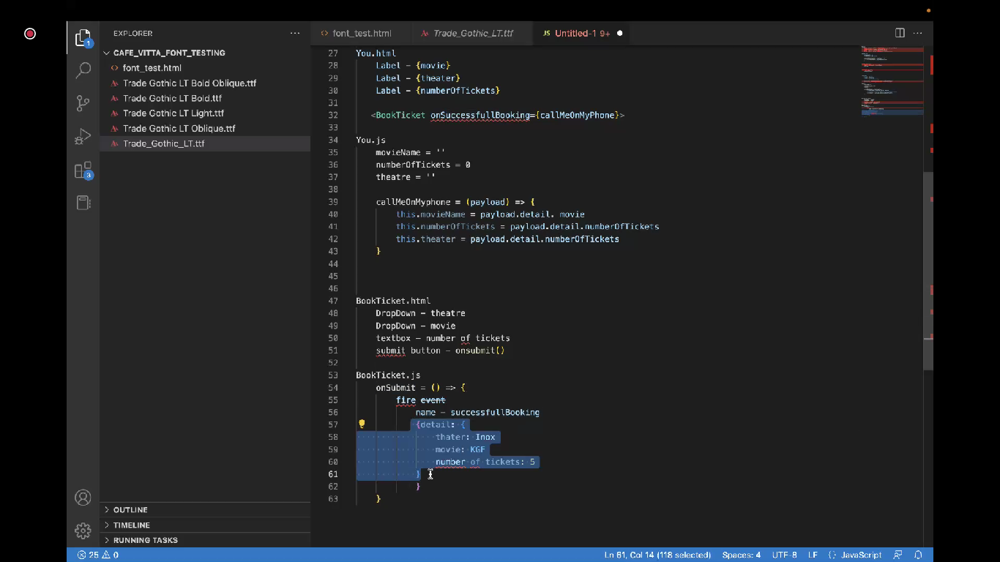 EXPLORER
font_test.html
Trade_Gothic_LT.ttf
JS Untitled-1 9+
1
CAFE_VITTA_FONT_TESTING
font_test.html
Trade Gothic LT Bold Oblique.ttf
Trade Gothic LT Bold.ttf
Trade Gothic LT Light.ttf
Trade Gothic LT Oblique.ttf
Trade_Gothic_LT.ttf
3
27 You.html
28 Label - {movie}
29 Label - {theater}
30 Label - {numberOfTickets}
31
32 <BookTicket onSuccessfullBooking={callMeOnMyPhone}>
33
34 You.js
35 movieName = ''
36 numberOfTickets = 0
37 theatre = ''
38
39 callMeOnMyphone = (payload) => {
40 this.movieName = payload.detail. movie
41 this.numberOfTickets = payload.detail.numberOfTickets
42 this.theater = payload.detail.numberOfTickets
43 }
44
45
46
47 BookTicket.html
48 DropDown - theatre
49 DropDown - movie
50 textbox - number of tickets
51 submit button - onsubmit()
52
53 BookTicket.js
54 onSubmit = () => {
55 fire event
56 name - successfullBooking
57 {detail: {
58 thater: Inox
59 movie: KGF
60 number of tickets: 5
61 }
62 }
63 }
OUTLINE
TIMELINE
RUNNING TASKS
25 0
Ln 61, Col 14 (118 selected)
Spaces: 4
UTF-8
LF
{} JavaScript